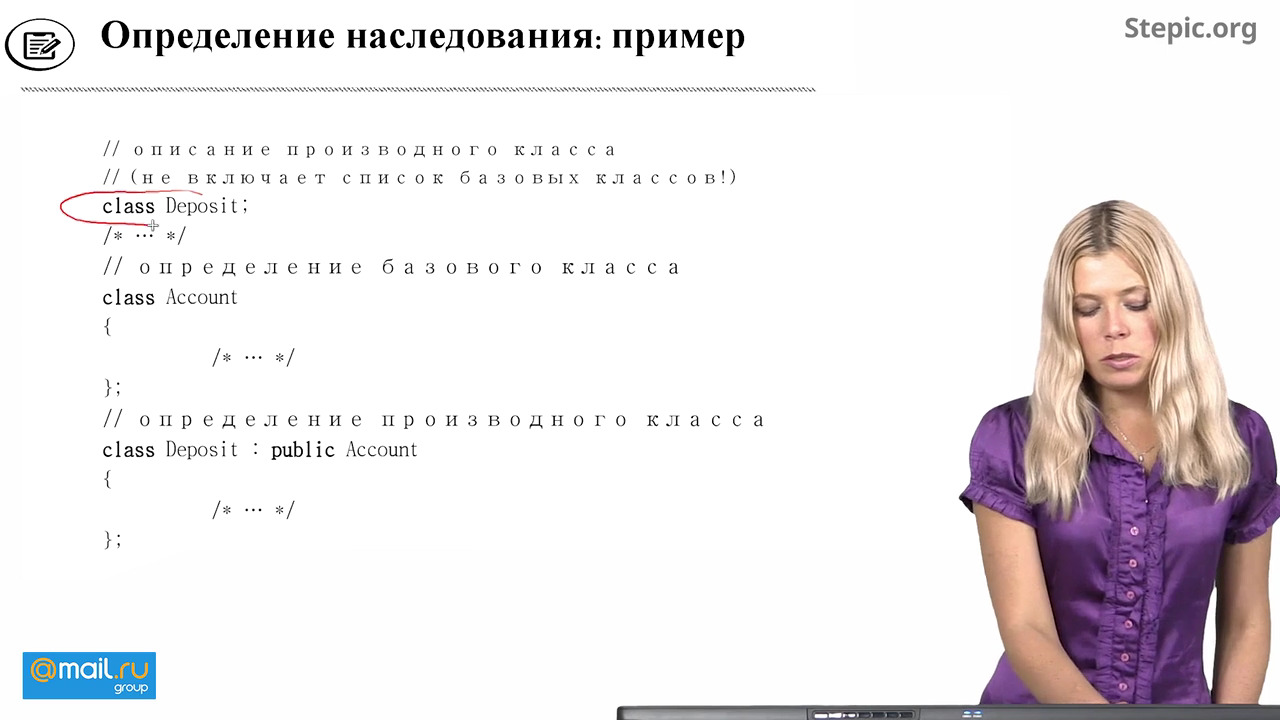 Определение наследования: пример
Stepic.org
// описание производного класса
// (не включает список базовых классов!)
class Deposit;
/* … */
// определение базового класса
class Account
{
/* … */
};
// определение производного класса
class Deposit : public Account
{
/* … */
};
@mail.ru
group